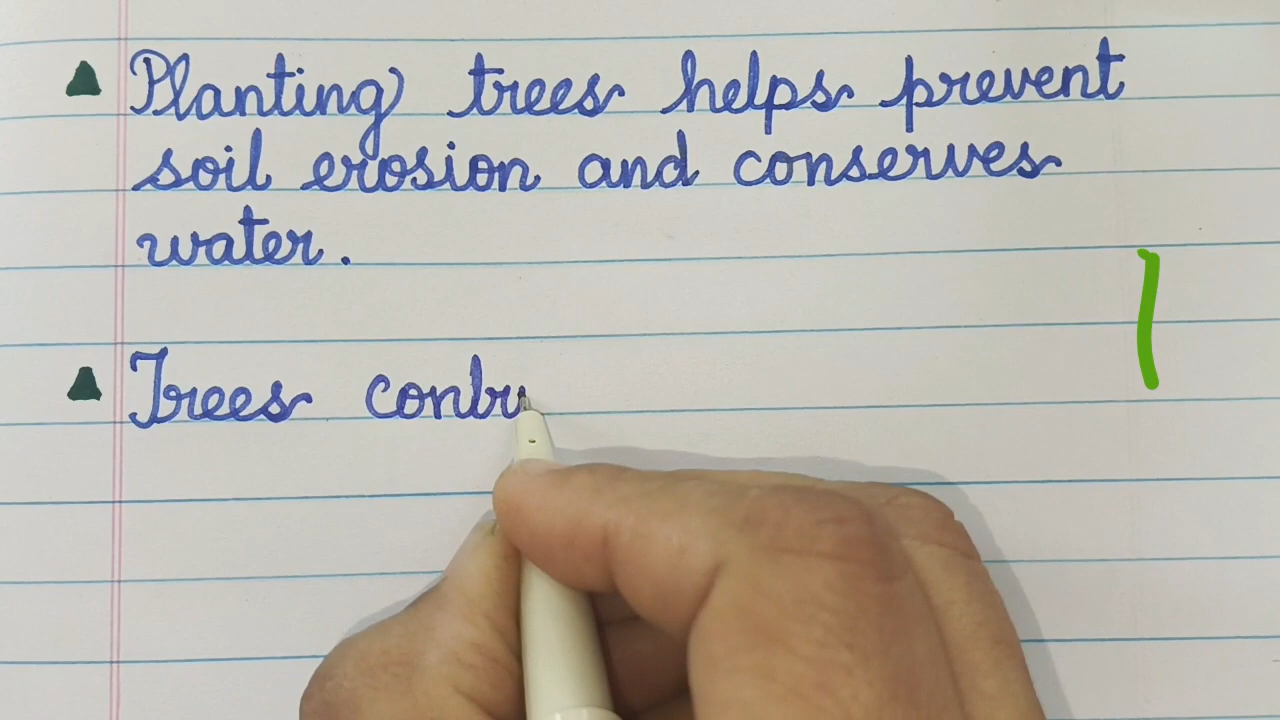 Planting trees helps prevent
soil erosion and conserves
water.
Trees